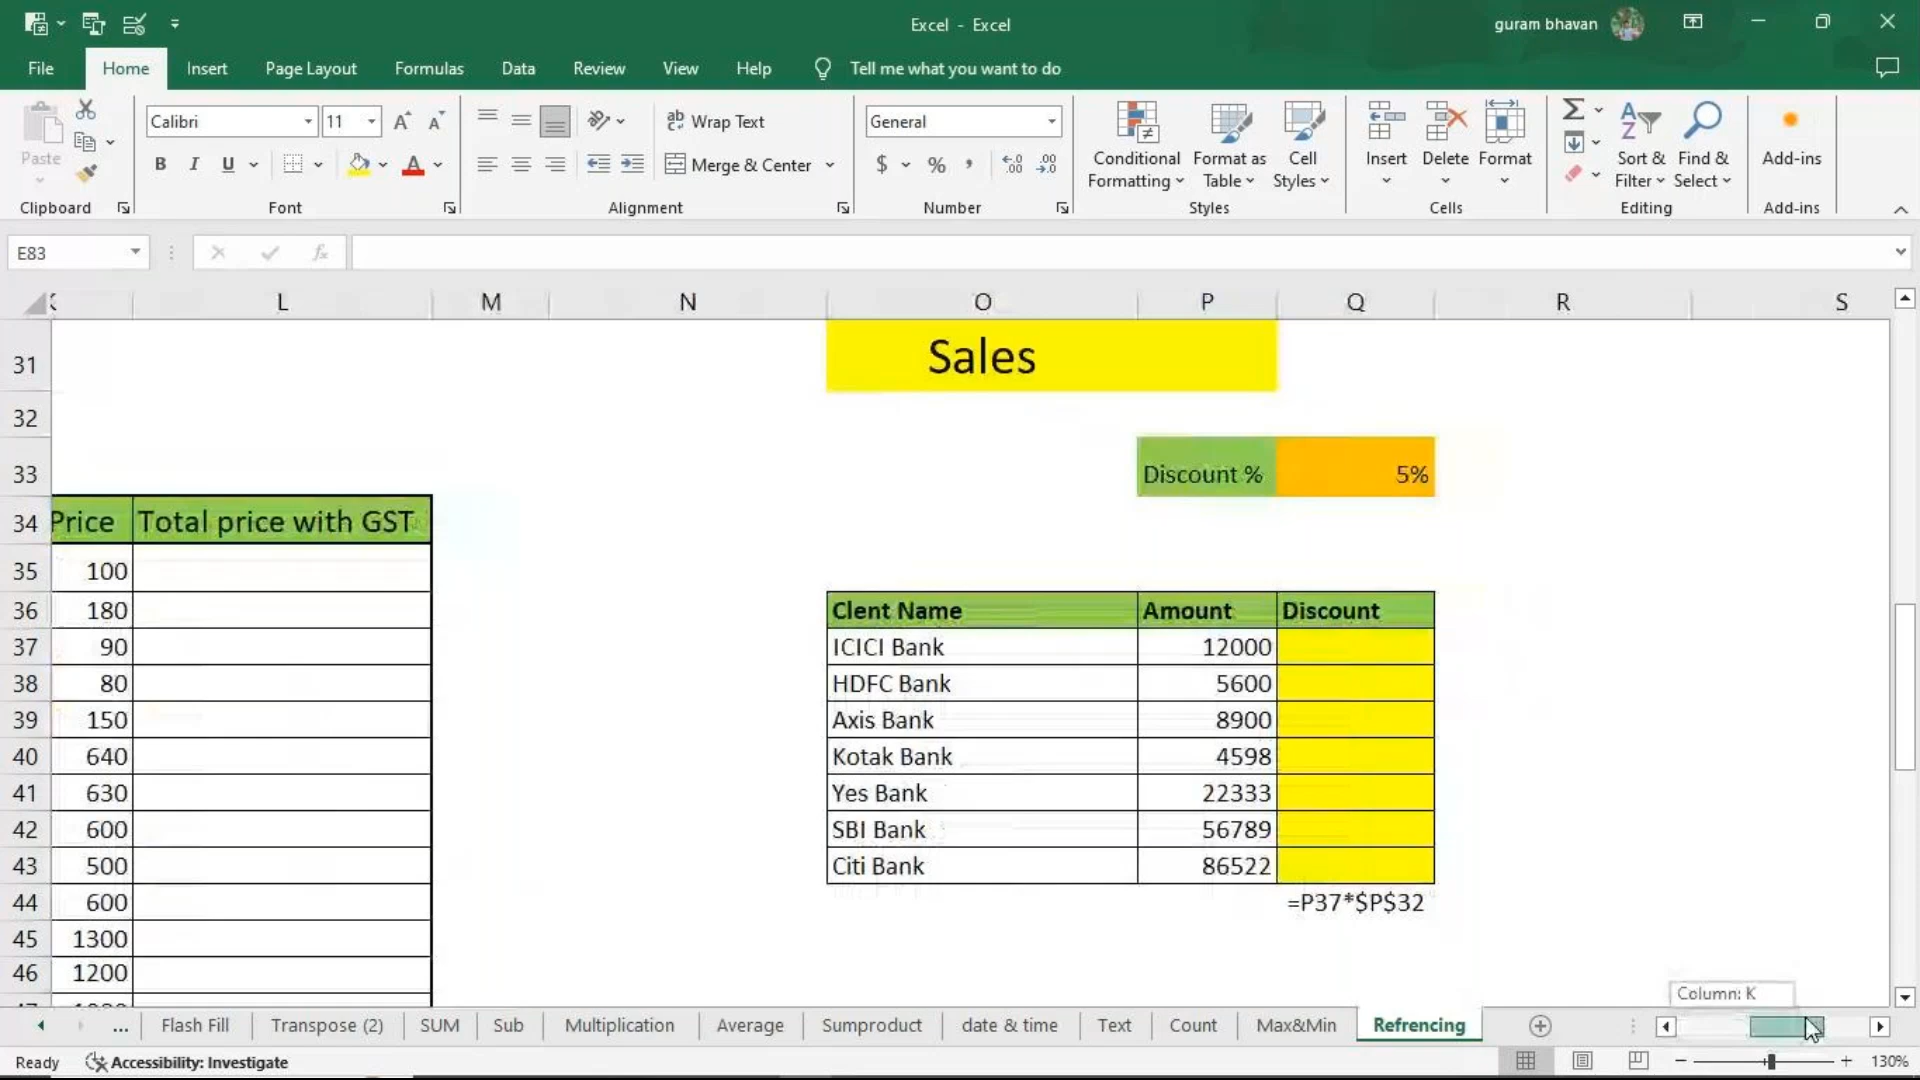 Excel - Excel
guram bhavan
File Home Insert Page Layout Formulas Data Review View Help Tell me what you want to do
Paste
Clipboard
Calibri 11
B I U
Font
Wrap Text
Merge & Center
Alignment
General
$ % ,
Number
Conditional Formatting
Format as Table
Cell Styles
Styles
Insert Delete Format
Cells
Sort & Filter
Find & Select
Editing
Add-ins
Add-ins
E83 fx
L M N O P Q R S
31 Sales
32
33 Discount % 5%
34 Price Total price with GST
35 100
36 180 Clent Name Amount Discount
37 90 ICICI Bank 12000
38 80 HDFC Bank 5600
39 150 Axis Bank 8900
40 640 Kotak Bank 4598
41 630 Yes Bank 22333
42 600 SBI Bank 56789
43 500 Citi Bank 86522
44 600 =P37*$P$32
45 1300
46 1200
Column: K
... Flash Fill Transpose (2) SUM Sub Multiplication Average Sumproduct date & time Text Count Max&Min Refrencing
Ready Accessibility: Investigate 130%